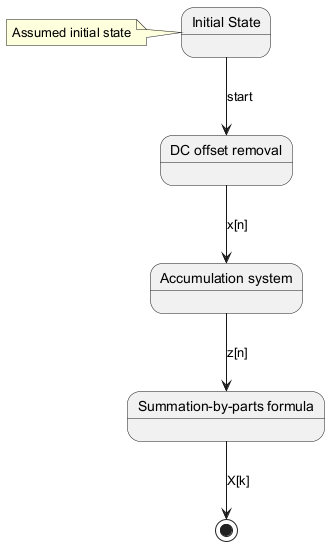 Initial State
Assumed initial state
start
DC offset removal
x[n]
Accumulation system
z[n]
Summation-by-parts formula
X[k]